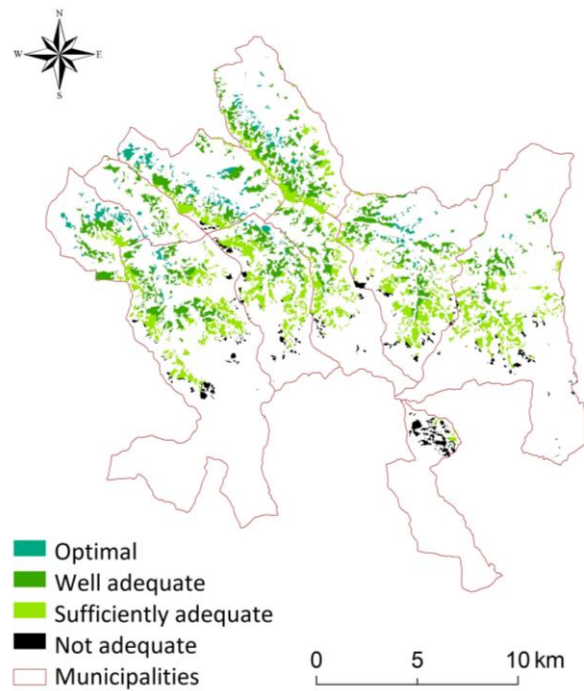 N
W E
S
Optimal
Well adequate
Sufficiently adequate
Not adequate
Municipalities
0 5 10 km